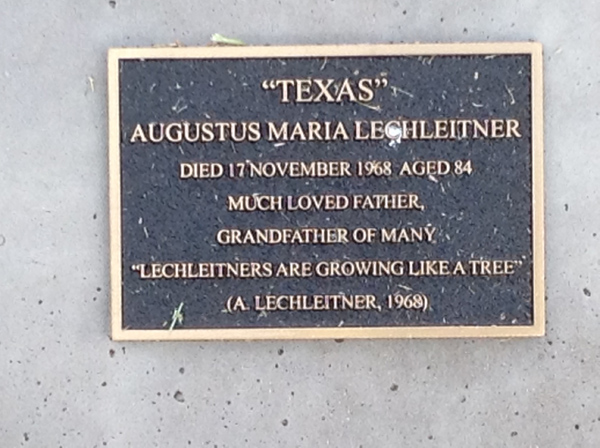 “TEXAS”
AUGUSTUS MARIA LECHLEITNER
DIED 17 NOVEMBER 1968 AGED 84
MUCH LOVED FATHER,
GRANDFATHER OF MANY
“LECHLEITNERS ARE GROWING LIKE A TREE”
(A. LECHLEITNER, 1968)